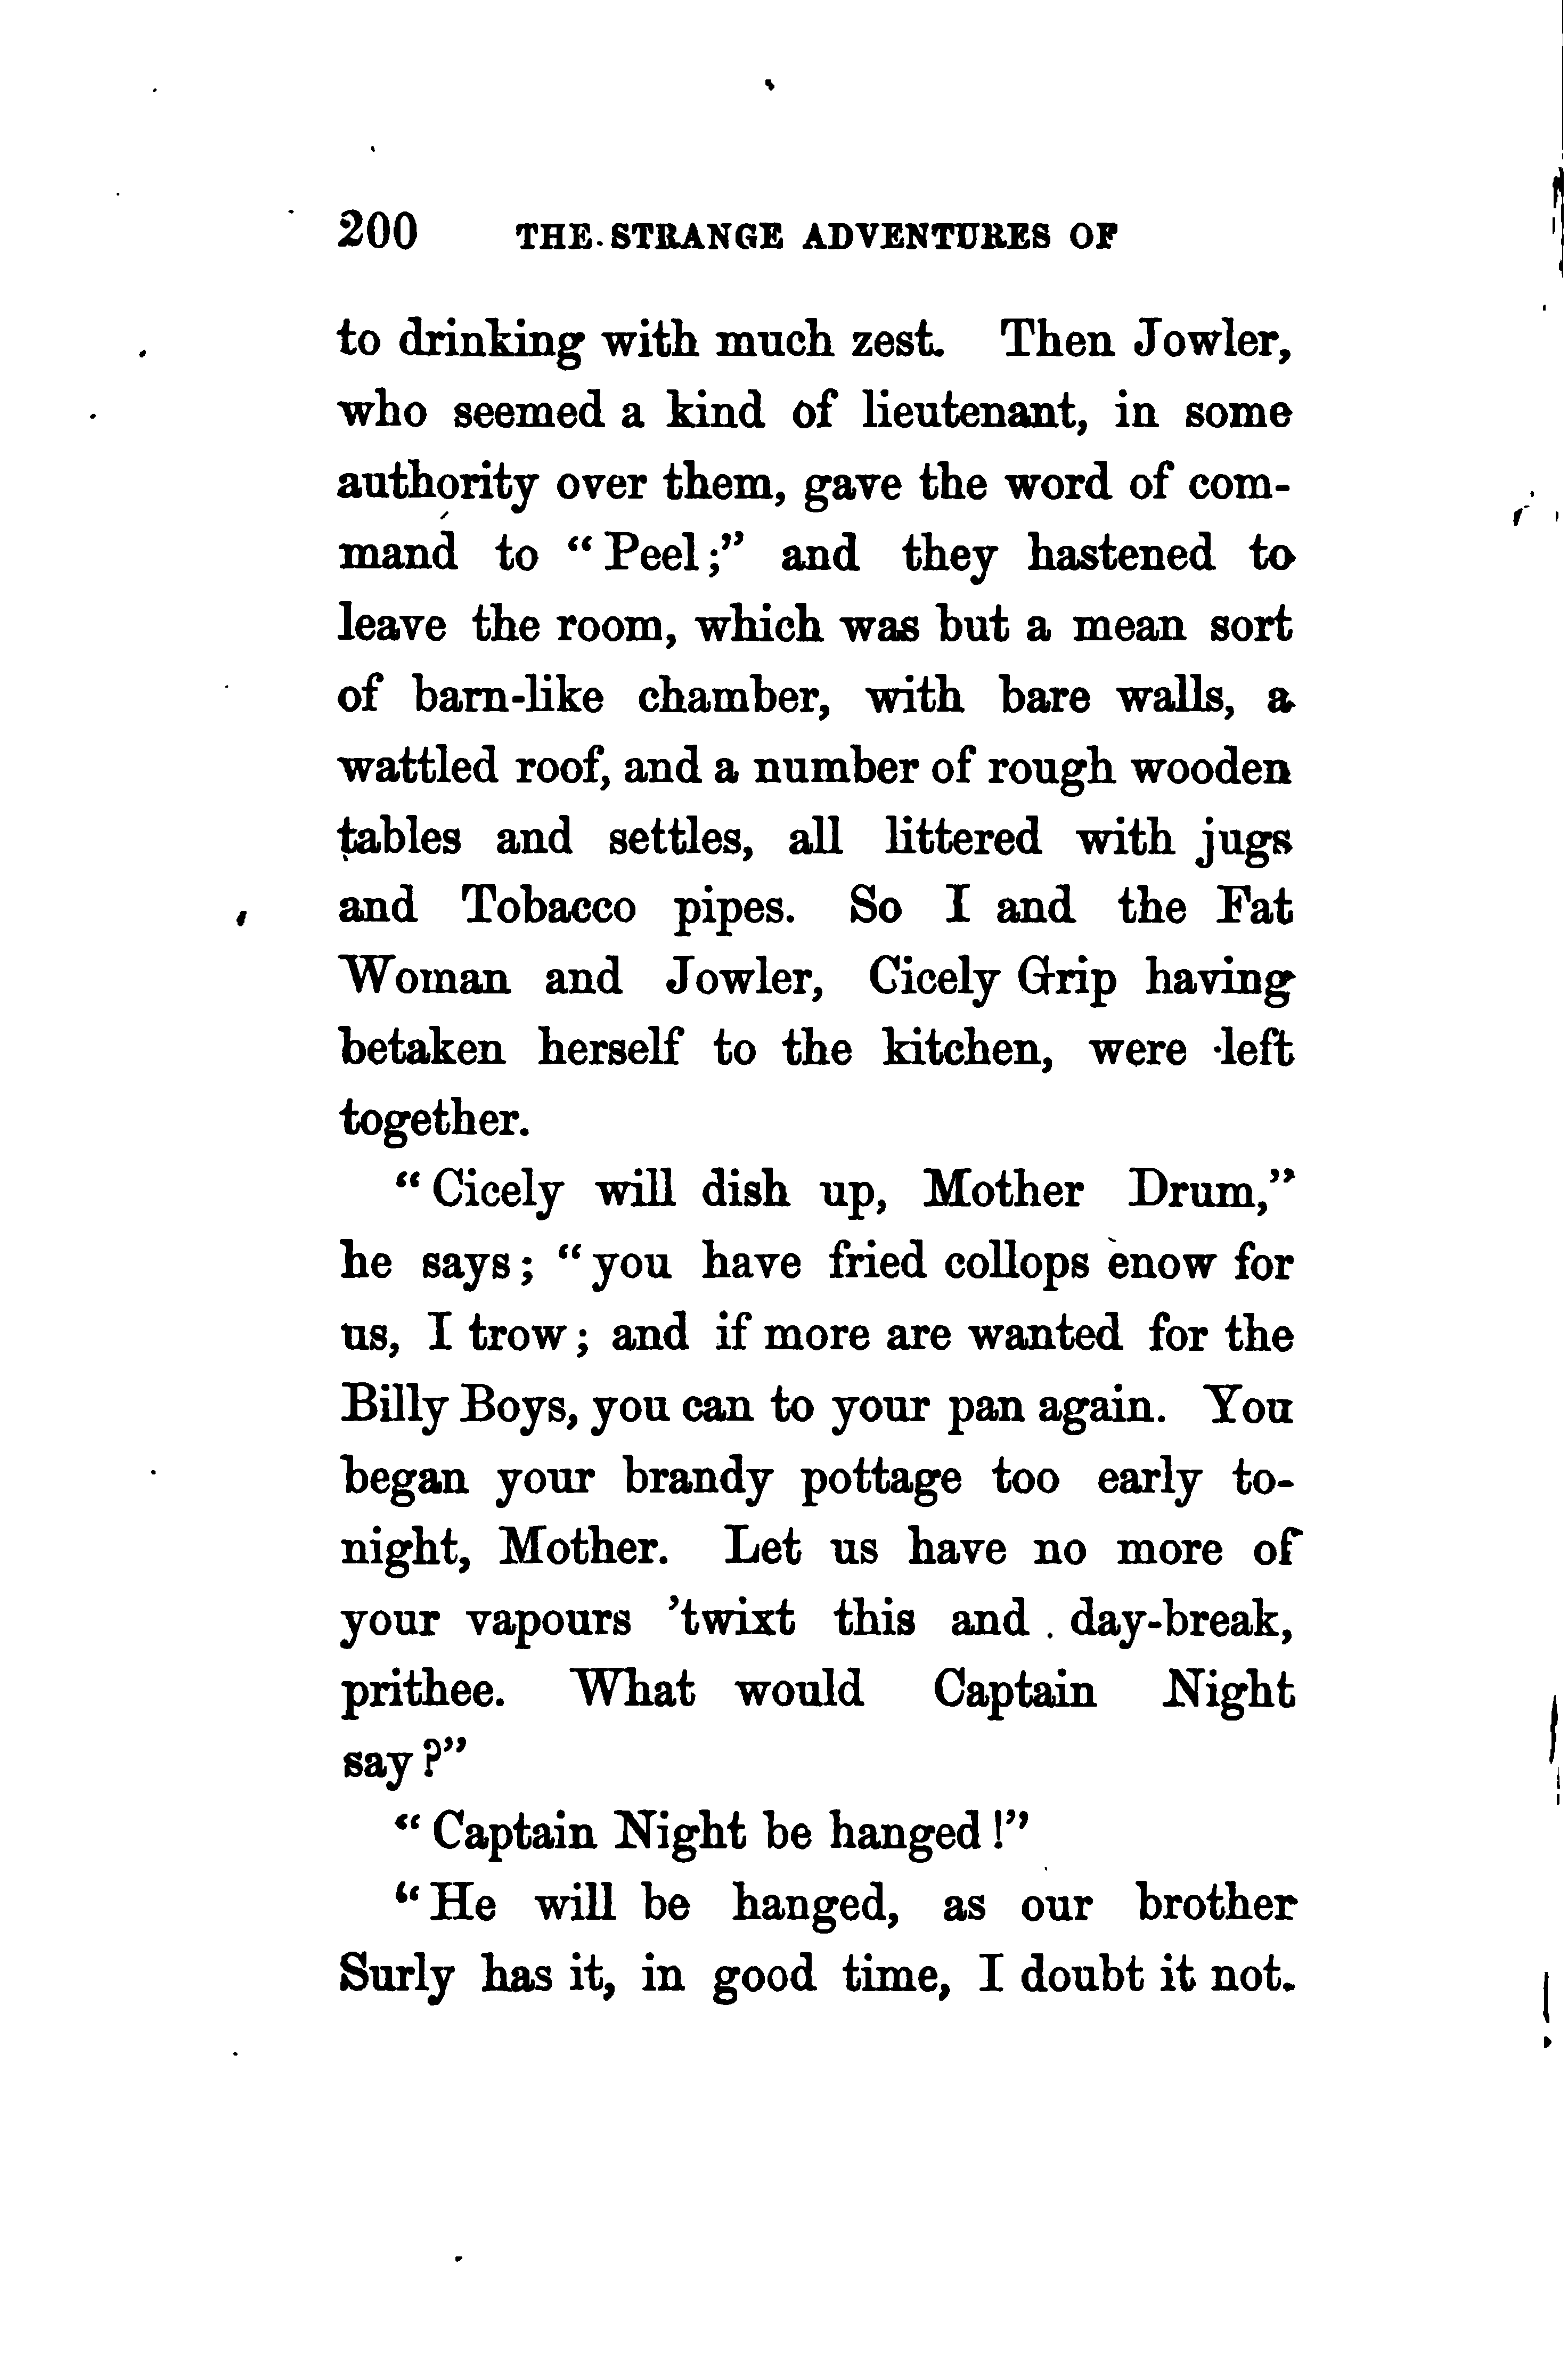 200 THE STRANGE ADVENTURES OF
to drinking with much zest. Then Jowler,
who seemed a kind of lieutenant, in some
authority over them, gave the word of com-
mand to “Peel;” and they hastened to
leave the room, which was but a mean sort
of barn-like chamber, with bare walls, a
wattled roof, and a number of rough wooden
tables and settles, all littered with jugs
and Tobacco pipes. So I and the Fat
Woman and Jowler, Cicely Grip having
betaken herself to the kitchen, were left
together.
“Cicely will dish up, Mother Drum,”
he says; “you have fried collops enow for
us, I trow; and if more are wanted for the
Billy Boys, you can to your pan again. You
began your brandy pottage too early to-
night, Mother. Let us have no more of
your vapours ’twixt this and day-break,
prithee. What would Captain Night
say?”
“Captain Night be hanged!”
“He will be hanged, as our brother
Surly has it, in good time, I doubt it not.